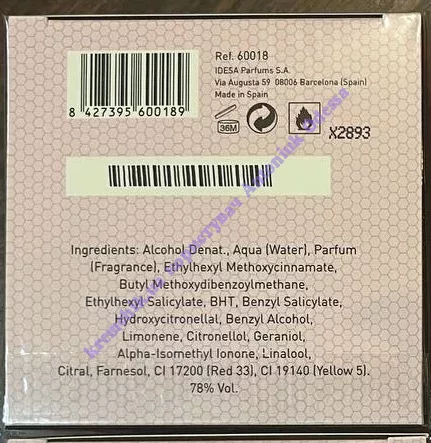 Ref. 60018
IDESA Parfums S.A.
Via Augusta 59 08006 Barcelona (Spain)
Made in Spain
8 427395 600189
36M
X2893
Ingredients: Alcohol Denat., Aqua (Water), Parfum
(Fragrance), Ethylhexyl Methoxycinnamate,
Butyl Methoxydibenzoylmethane,
Ethylhexyl Salicylate, BHT, Benzyl Salicylate,
Hydroxycitronellal, Benzyl Alcohol,
Limonene, Citronellol, Geraniol,
Alpha-Isomethyl Ionone, Linalool,
Citral, Farnesol, CI 17200 (Red 33), CI 19140 (Yellow 5).
78% Vol.